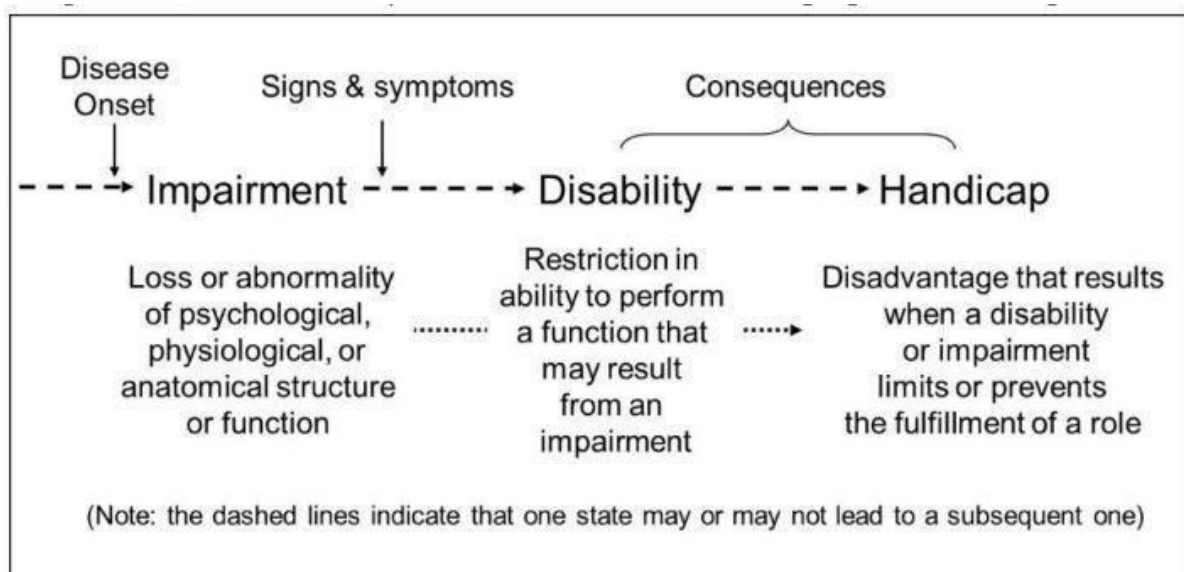 Disease
Onset
Signs & symptoms
Consequences
Impairment
Disability
Handicap
Loss or abnormality
of psychological,
physiological, or
anatomical structure
or function
Restriction in
ability to perform
a function that
may result
from an
impairment
Disadvantage that results
when a disability
or impairment
limits or prevents
the fulfillment of a role
(Note: the dashed lines indicate that one state may or may not lead to a subsequent one)